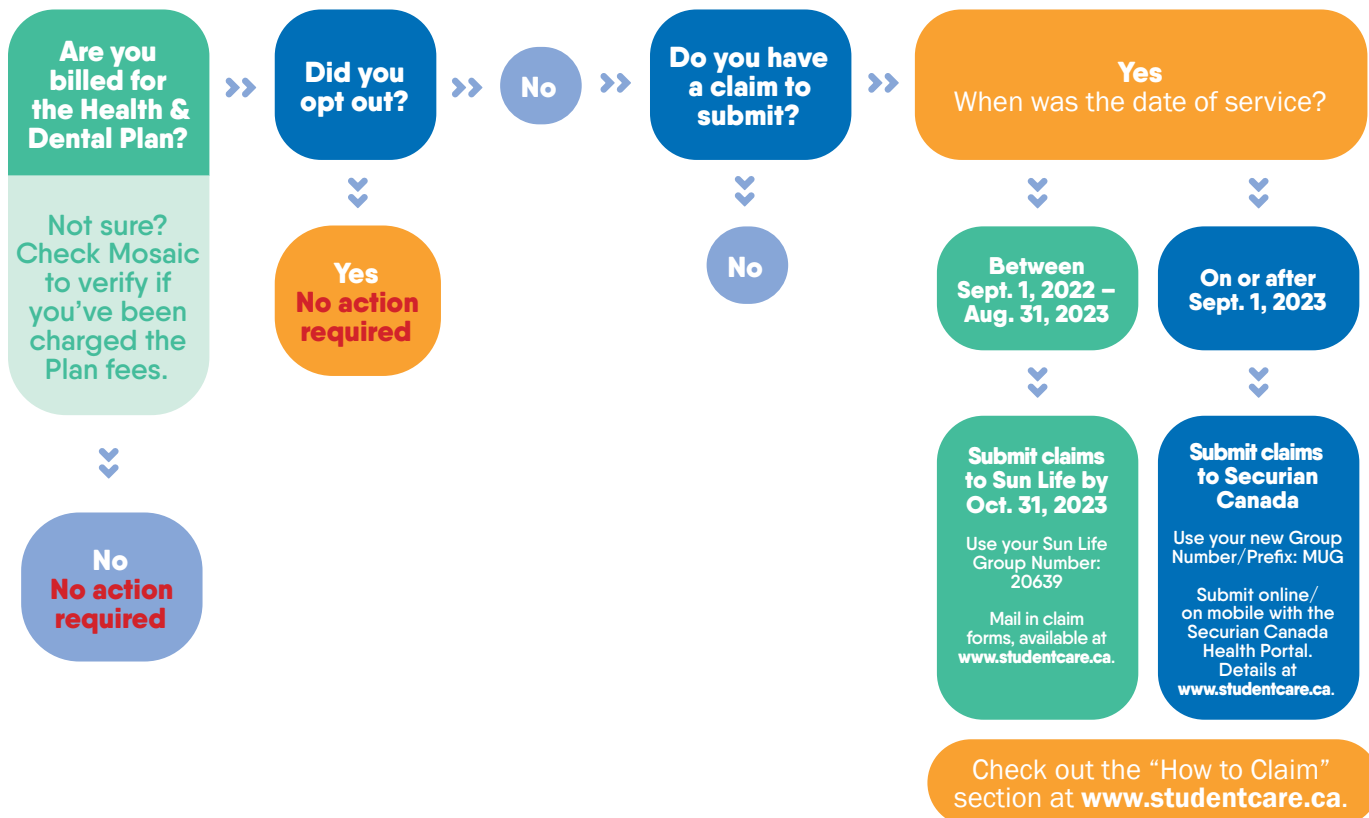 Are you
billed for
the Health &
Dental Plan?
Not sure?
Check Mosaic
to verify if
you've been
charged the
Plan fees.
No
No action
required
Did you
opt out?
Yes
No action
required
No
Do you have
a claim to
submit?
No
Yes
When was the date of service?
Between
Sept. 1, 2022 –
Aug. 31, 2023
Submit claims
to Sun Life by
Oct. 31, 2023
Use your Sun Life
Group Number:
20639
Mail in claim
forms, available at
www.studentcare.ca.
On or after
Sept. 1, 2023
Submit claims
to Securian
Canada
Use your new Group
Number/Prefix: MUG
Submit online/
on mobile with the
Securian Canada
Health Portal.
Details at
www.studentcare.ca.
Check out the “How to Claim”
section at www.studentcare.ca.